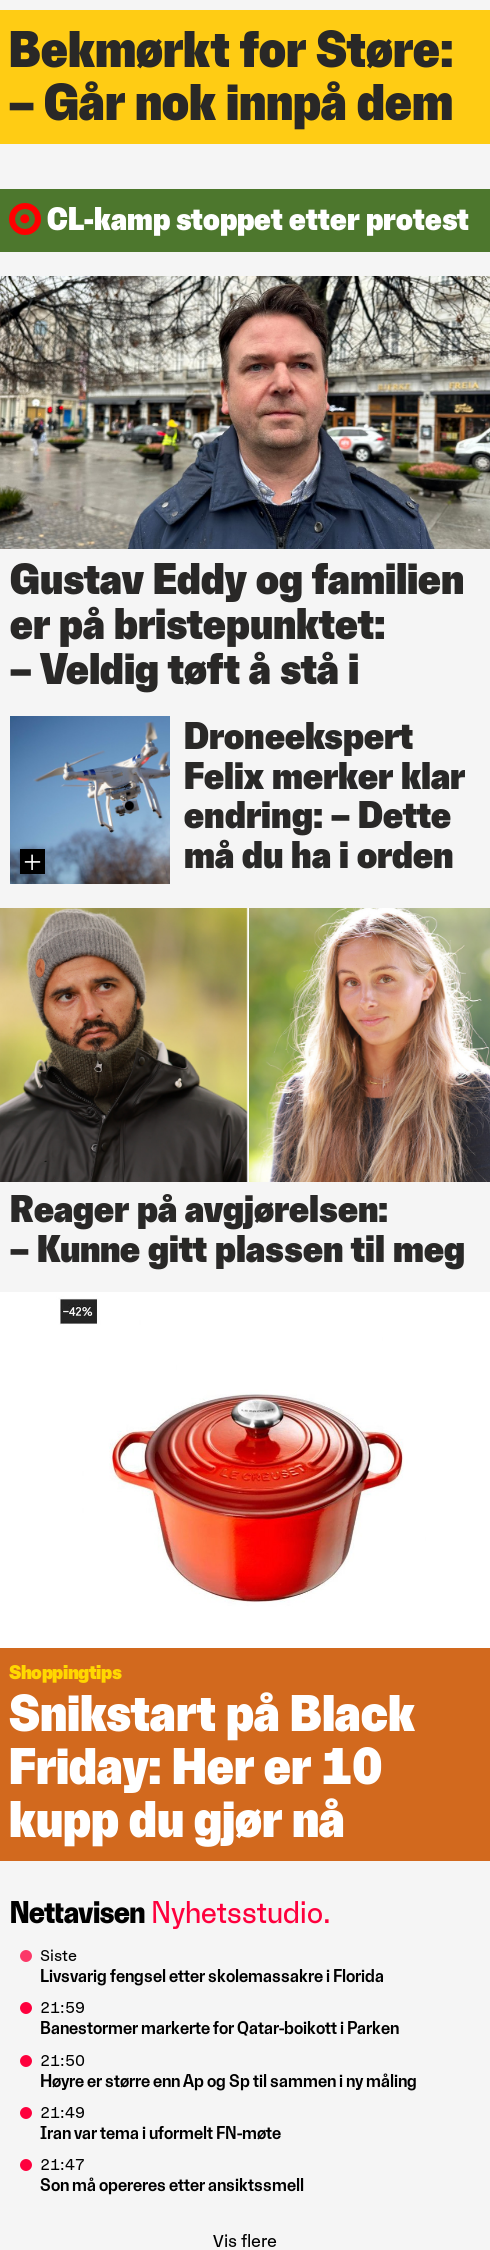 Bekmørkt for Støre:
– Går nok innpå dem
CL-kamp stoppet etter protest
Gustav Eddy og familien
er på bristepunktet:
– Veldig tøft å stå i
Droneekspert
Felix merker klar
endring: – Dette
må du ha i orden
Reager på avgjørelsen:
– Kunne gitt plassen til meg
–42%
LE CREUSET
Shoppingtips
Snikstart på Black
Friday: Her er 10
kupp du gjør nå
Nettavisen Nyhetsstudio.
Siste
Livsvarig fengsel etter skolemassakre i Florida
21:59
Banestormer markerte for Qatar-boikott i Parken
21:50
Høyre er større enn Ap og Sp til sammen i ny måling
21:49
Iran var tema i uformelt FN-møte
21:47
Son må opereres etter ansiktssmell
Vis flere